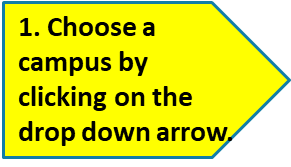 1. Choose a
campus by
clicking on the
drop down arrow.